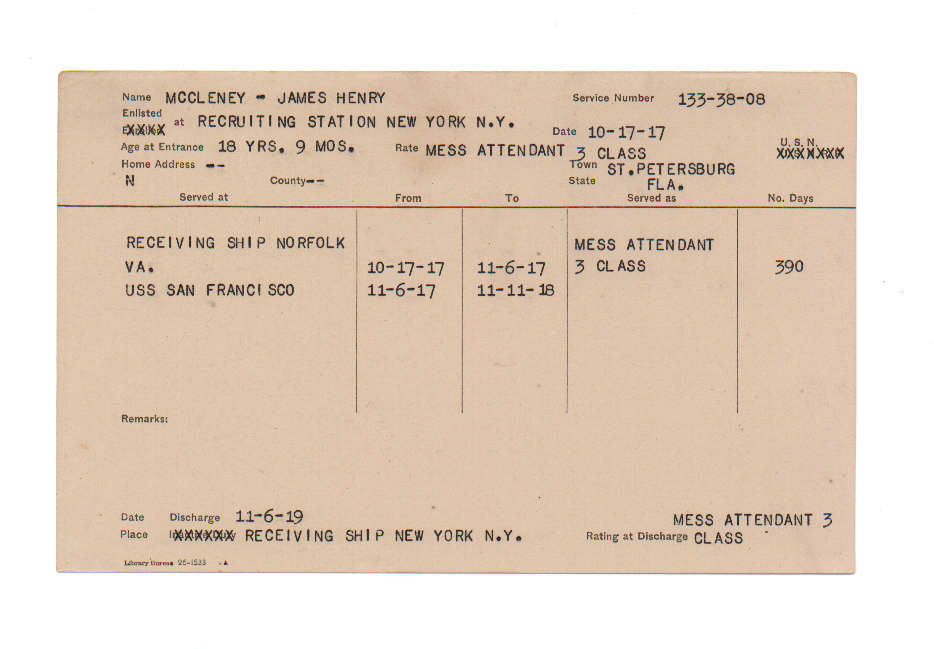 Name MCCLENEY - JAMES HENRY Service Number 133-38-08
Enlisted at RECRUITING STATION NEW YORK N.Y. Date 10-17-17
Age at Entrance 18 YRS. 9 MOS. Rate MESS ATTENDANT 3 CLASS U.S.N.
Home Address -- Town ST.PETERSBURG
N County-- State FLA.
Served at From To Served as No. Days
RECEIVING SHIP NORFOLK MESS ATTENDANT
VA. 10-17-17 11-6-17 3 CLASS 390
USS SAN FRANCISCO 11-6-17 11-11-18
Remarks:
Date Discharge 11-6-19 MESS ATTENDANT 3
Place RECEIVING SHIP NEW YORK N.Y. Rating at Discharge CLASS
Library Bureau 25-1533